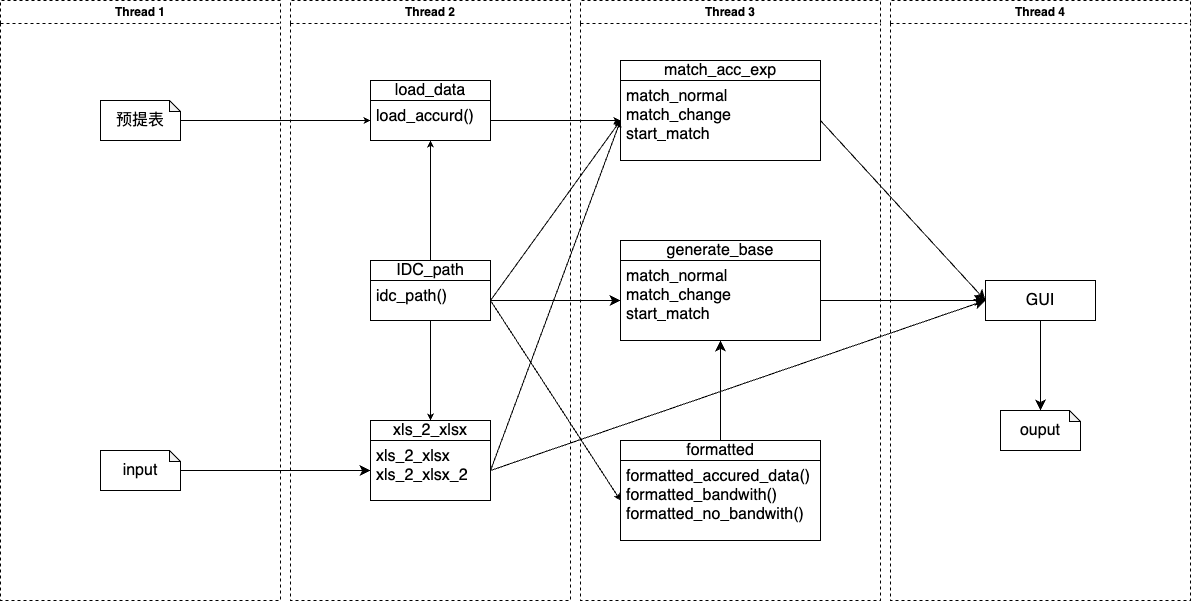 Thread 1
Thread 2
Thread 3
Thread 4
预提表
input
load_data
load_accurd()
IDC_path
idc_path()
xls_2_xlsx
xls_2_xlsx
xls_2_xlsx_2
match_acc_exp
match_normal
match_change
start_match
generate_base
match_normal
match_change
start_match
formatted
formatted_accured_data()
formatted_bandwith()
formatted_no_bandwith()
GUI
ouput